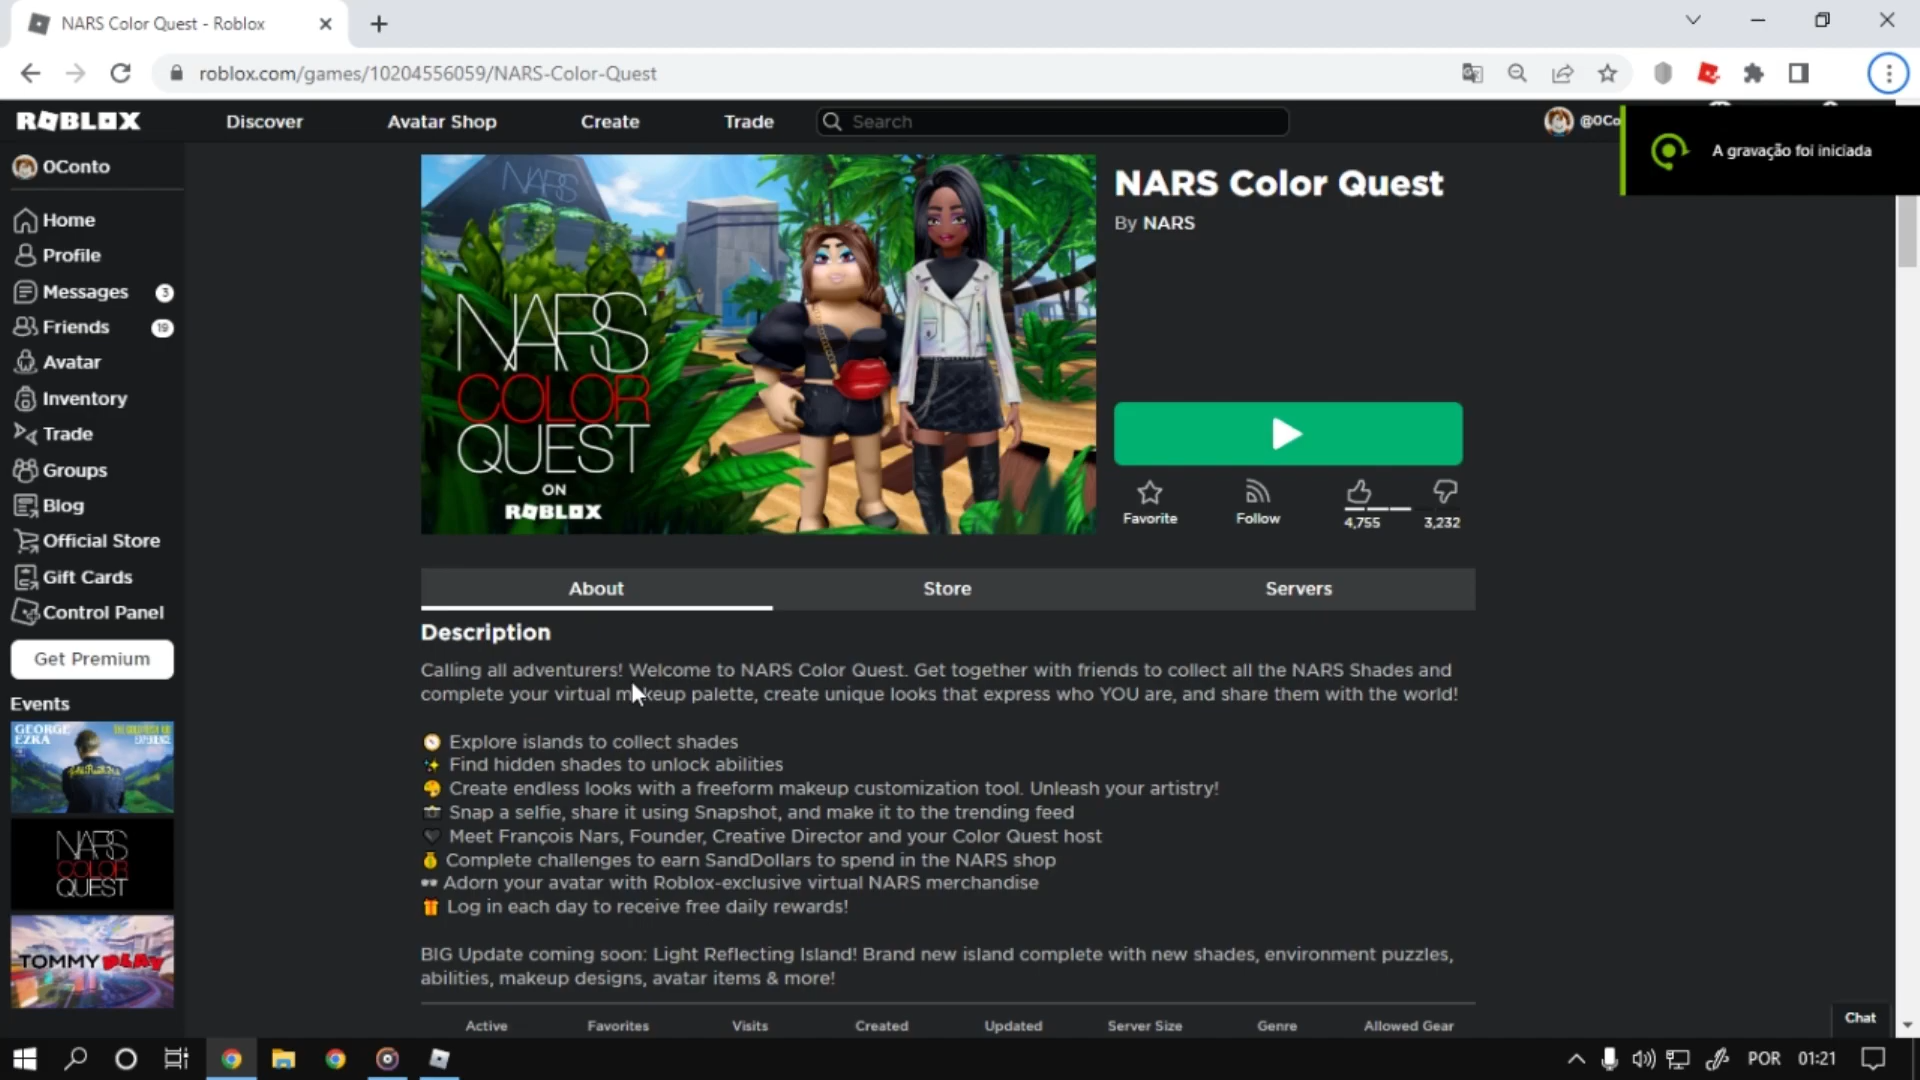 NARS Color Quest - Roblox
roblox.com/games/10204556059/NARS-Color-Quest
ROBLOX
Discover
Avatar Shop
Create
Trade
Search
@0Co
A gravação foi iniciada
0Conto
Home
Profile
Messages 3
Friends 19
Avatar
Inventory
Trade
Groups
Blog
Official Store
Gift Cards
Control Panel
Get Premium
Events
GEORGE
EZRA
NARS
COLOR
QUEST
TOMMY PLAY
NARS
NARS
COLOR
QUEST
ON
ROBLOX
NARS Color Quest
By NARS
Favorite
Follow
4,755
3,232
About
Store
Servers
Description
Calling all adventurers! Welcome to NARS Color Quest. Get together with friends to collect all the NARS Shades and
complete your virtual makeup palette, create unique looks that express who YOU are, and share them with the world!
Explore islands to collect shades
Find hidden shades to unlock abilities
Create endless looks with a freeform makeup customization tool. Unleash your artistry!
Snap a selfie, share it using Snapshot, and make it to the trending feed
Meet François Nars, Founder, Creative Director and your Color Quest host
Complete challenges to earn SandDollars to spend in the NARS shop
Adorn your avatar with Roblox-exclusive virtual NARS merchandise
Log in each day to receive free daily rewards!
BIG Update coming soon: Light Reflecting Island! Brand new island complete with new shades, environment puzzles,
abilities, makeup designs, avatar items & more!
Active
Favorites
Visits
Created
Updated
Server Size
Genre
Allowed Gear
Chat
POR
01:21